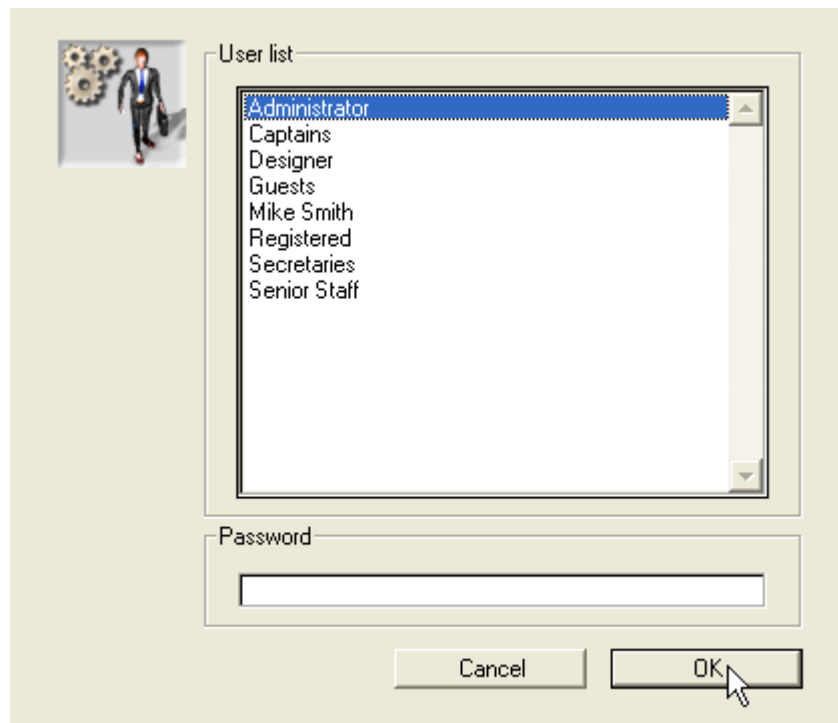 User list
Administrator
Captains
Designer
Guests
Mike Smith
Registered
Secretaries
Senior Staff
Password
Cancel
OK